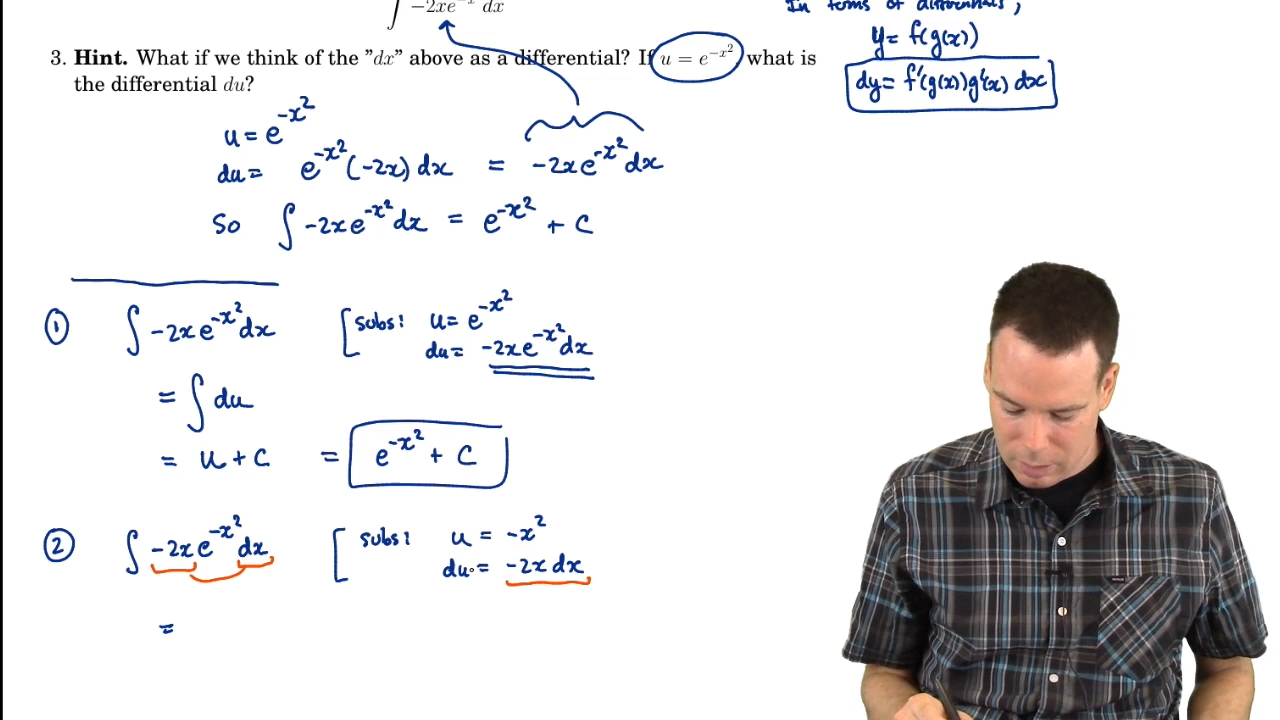 ∫ −2xe^{−x²} dx
In terms of differentials,
y = f(g(x))
dy = f'(g(x))g'(x) dx
3. Hint. What if we think of the "dx" above as a differential? If u = e^{−x²}, what is
the differential du?
u = e^{−x²}
du = e^{−x²}(−2x) dx = −2xe^{−x²}dx
So ∫ −2xe^{−x²}dx = e^{−x²} + C
① ∫ −2xe^{−x²}dx [subs: u = e^{−x²}
du = −2xe^{−x²}dx
= ∫ du
= u + C = e^{−x²} + C
② ∫ −2xe^{−x²}dx [subs: u = −x²
du = −2x dx
=